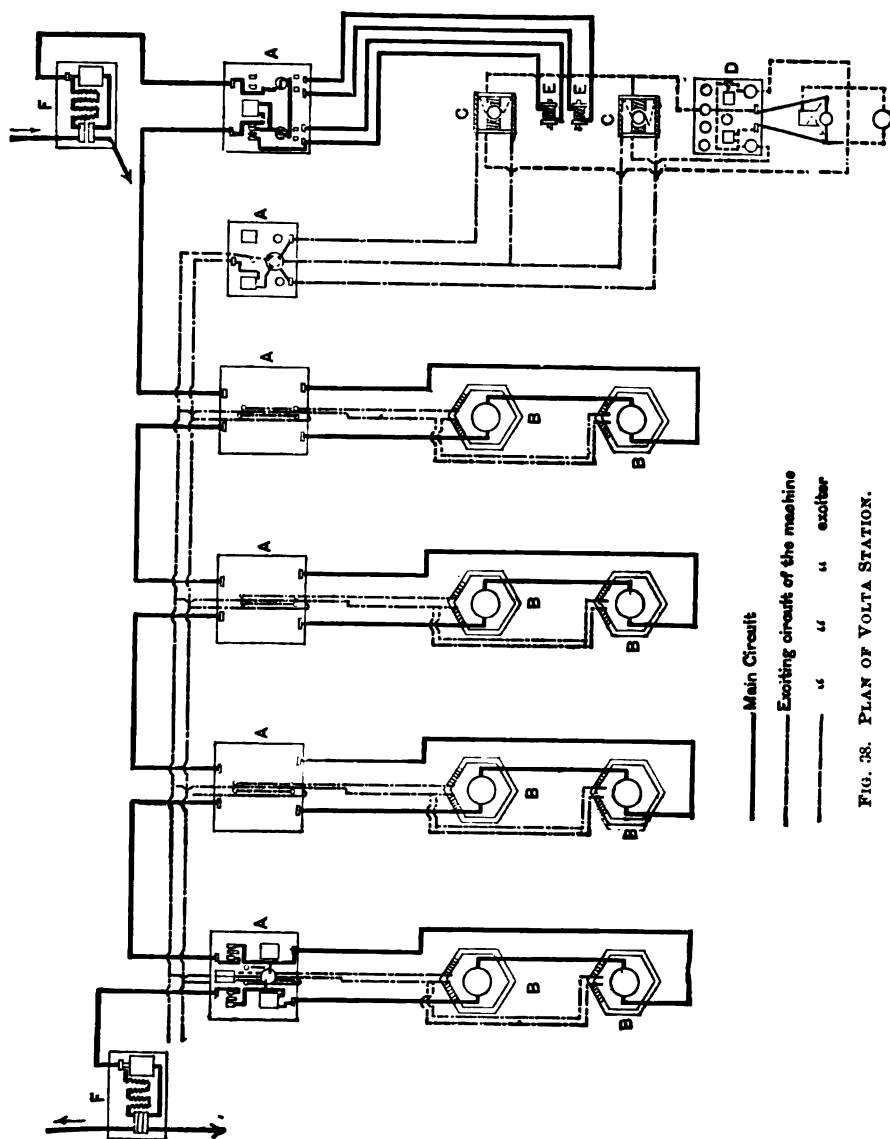 F
F
A
A
A
A
A
A
C
E
E
C
D
B
B
B
B
B
B
B
B
Main Circuit
Exciting circuit of the machine
" " " " exciter
FIG. 38. PLAN OF VOLTA STATION.